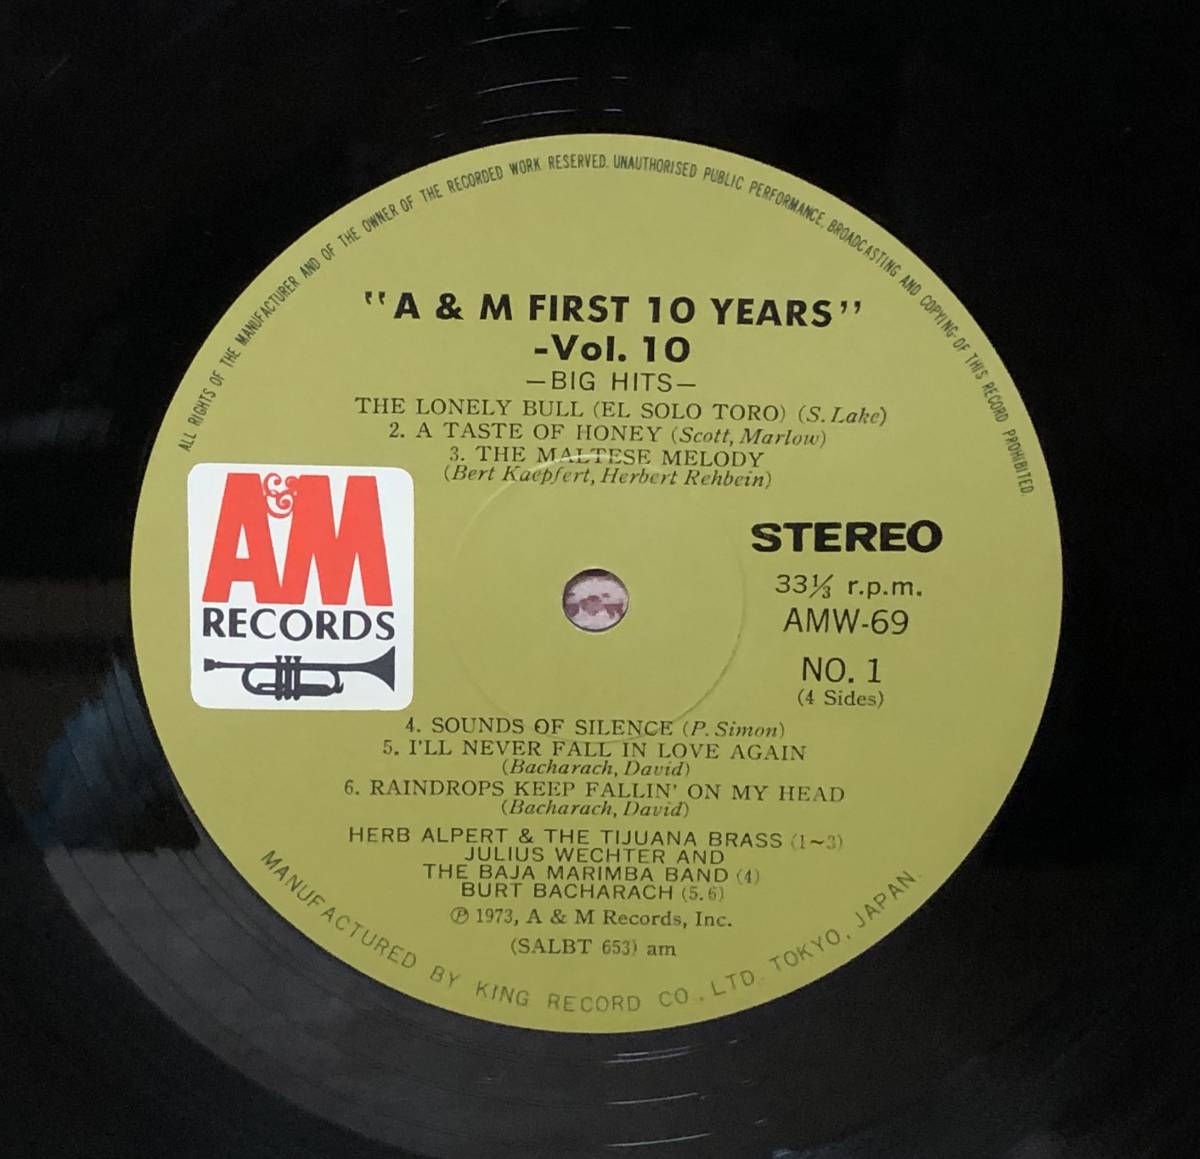 ALL RIGHTS OF THE MANUFACTURER AND OF THE OWNER OF THE RECORDED WORK RESERVED. UNAUTHORISED PUBLIC PERFORMANCE, BROADCASTING AND COPYING OF THIS RECORD PROHIBITED.
"A & M FIRST 10 YEARS"
-Vol. 10
—BIG HITS—
THE LONELY BULL (EL SOLO TORO) (S. Lake)
2. A TASTE OF HONEY (Scott, Marlow)
3. THE MALTESE MELODY
(Bert Kaepfert, Herbert Rehbein)
A&M
RECORDS
STEREO
33⅓ r.p.m.
AMW-69
NO. 1
(4 Sides)
4. SOUNDS OF SILENCE (P. Simon)
5. I'LL NEVER FALL IN LOVE AGAIN
(Bacharach, David)
6. RAINDROPS KEEP FALLIN' ON MY HEAD
(Bacharach, David)
HERB ALPERT & THE TIJUANA BRASS (1~3)
JULIUS WECHTER AND
THE BAJA MARIMBA BAND (4)
BURT BACHARACH (5.6)
Ⓟ 1973, A & M Records, Inc.
(SALBT 653) am
MANUFACTURED BY KING RECORD CO., LTD. TOKYO, JAPAN.